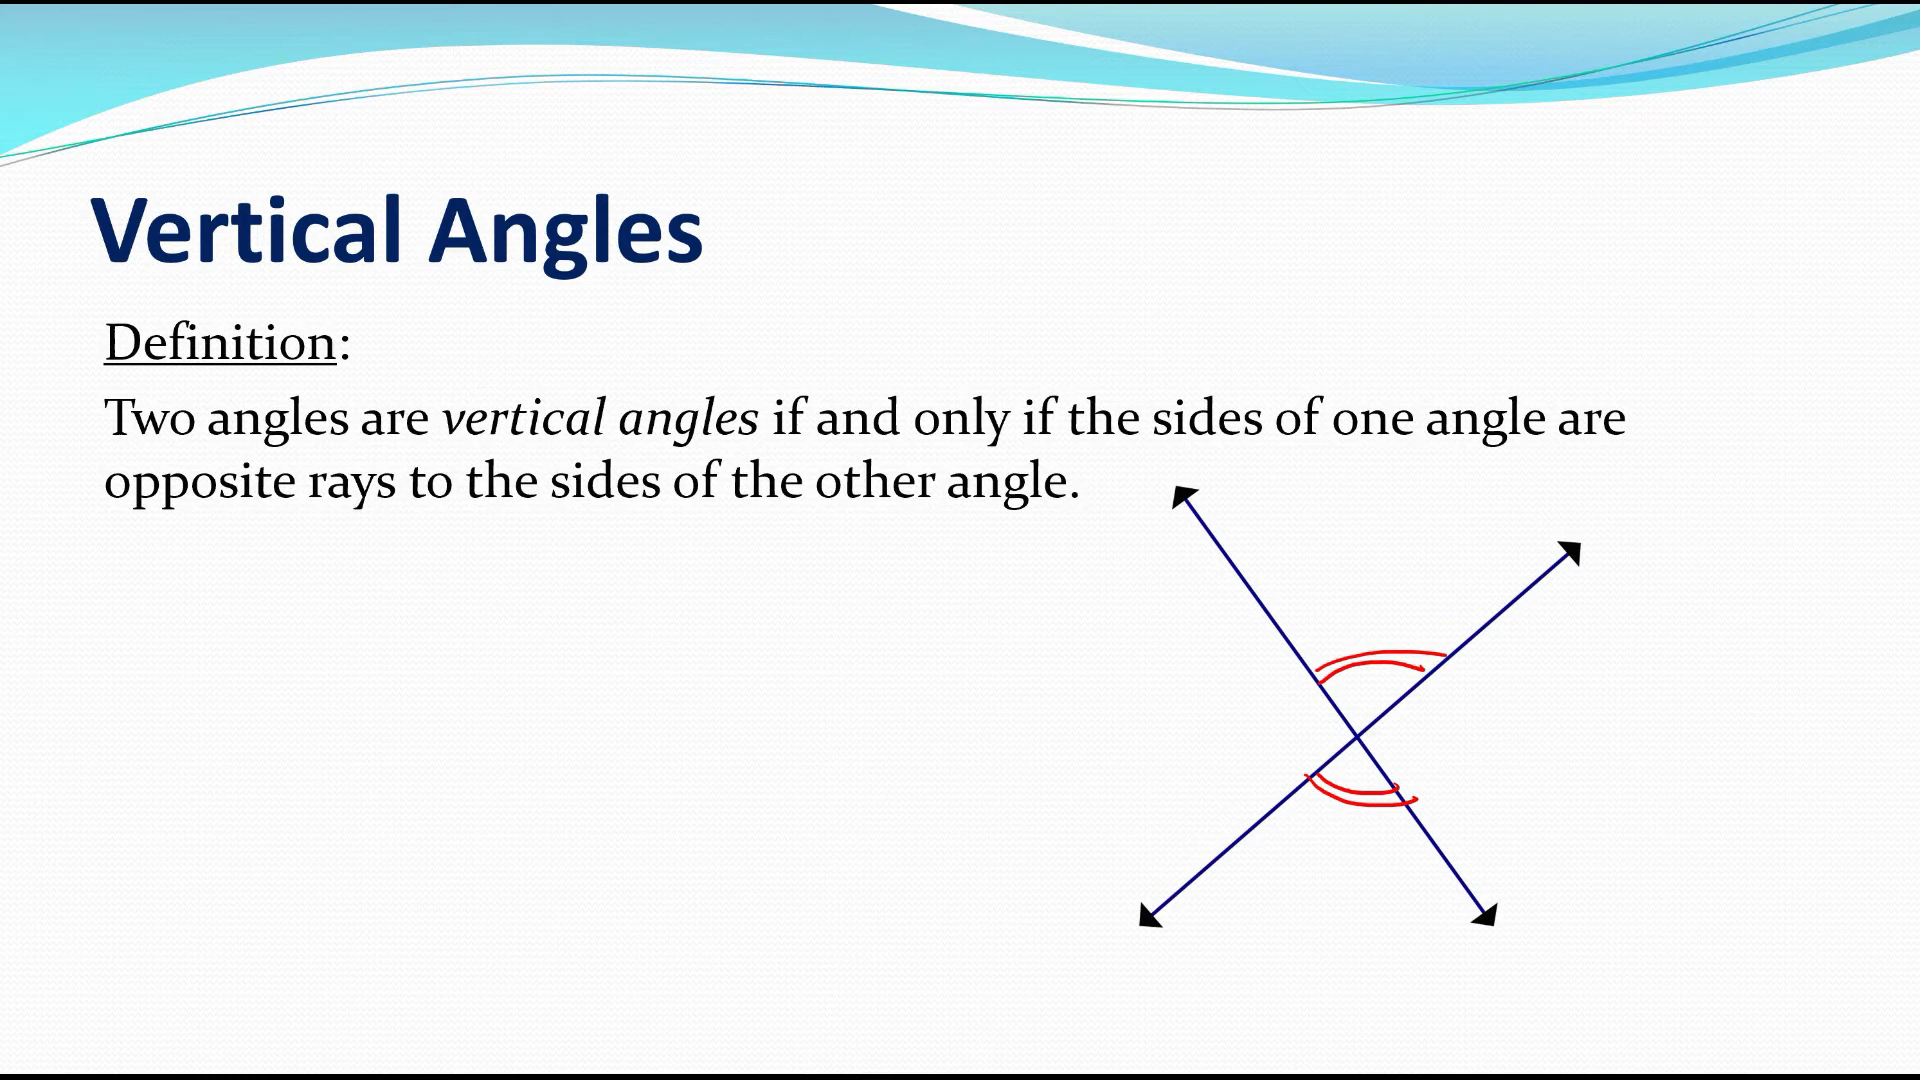 Vertical Angles
Definition:
Two angles are vertical angles if and only if the sides of one angle are
opposite rays to the sides of the other angle.